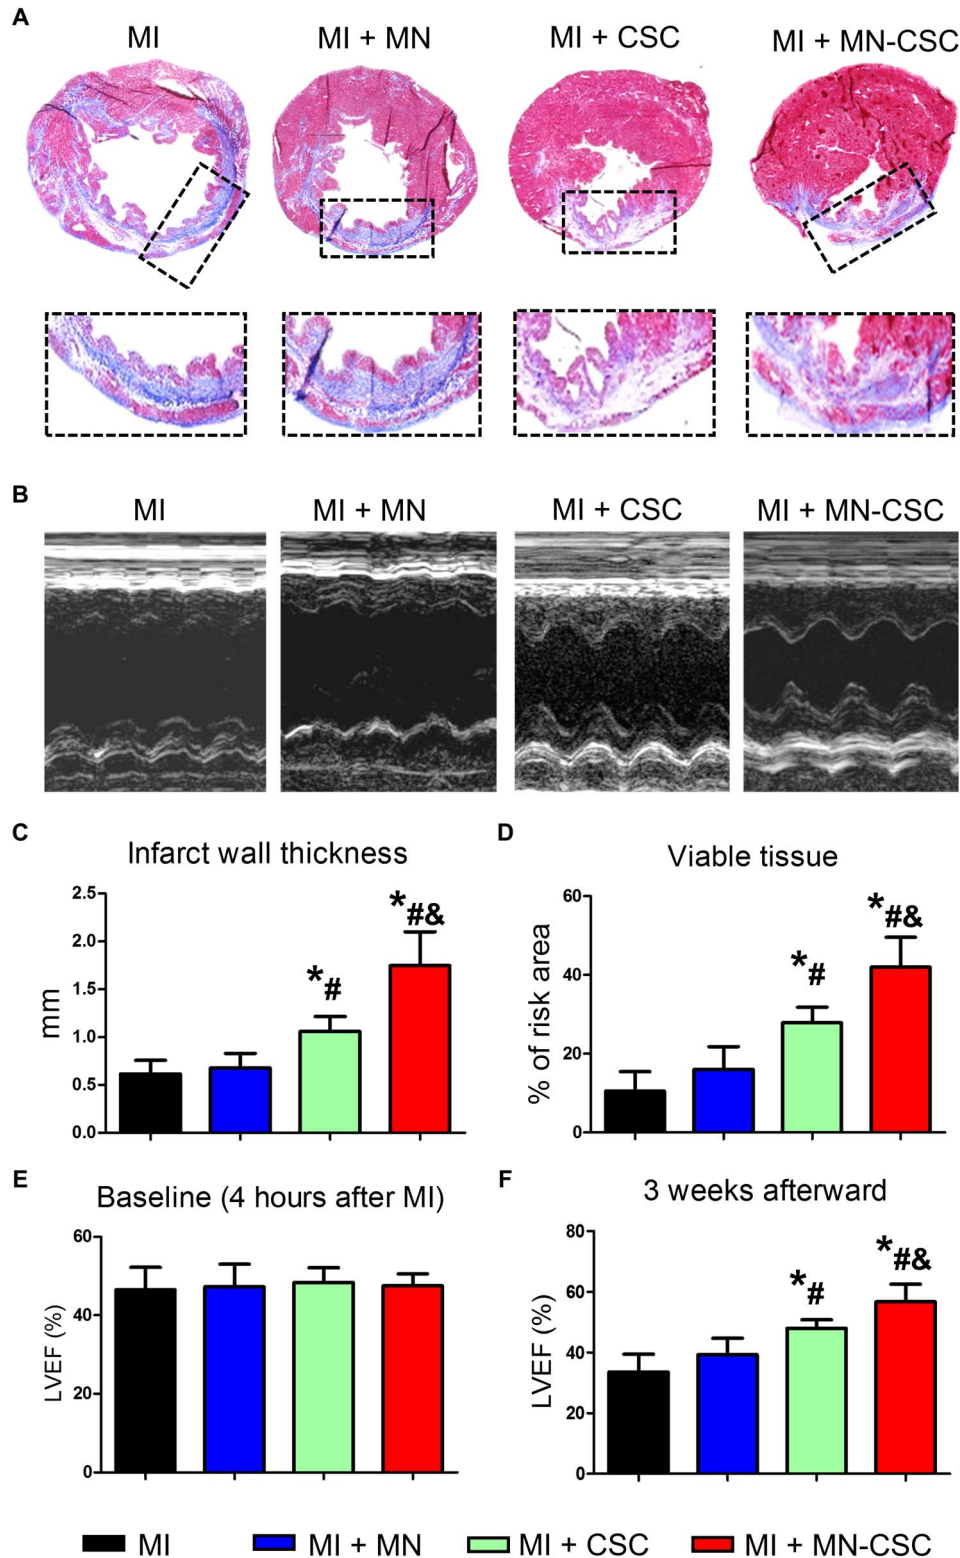 A
MI
MI + MN
MI + CSC
MI + MN-CSC
B
MI
MI + MN
MI + CSC
MI + MN-CSC
C
Infarct wall thickness
2.5
2.0
1.5
1.0
0.5
0.0
mm
*#
*#&
D
Viable tissue
60
40
20
0
% of risk area
*#
*#&
E
Baseline (4 hours after MI)
60
40
20
0
LVEF (%)
F
3 weeks afterward
80
60
40
20
0
LVEF (%)
*#
*#&
MI
MI + MN
MI + CSC
MI + MN-CSC